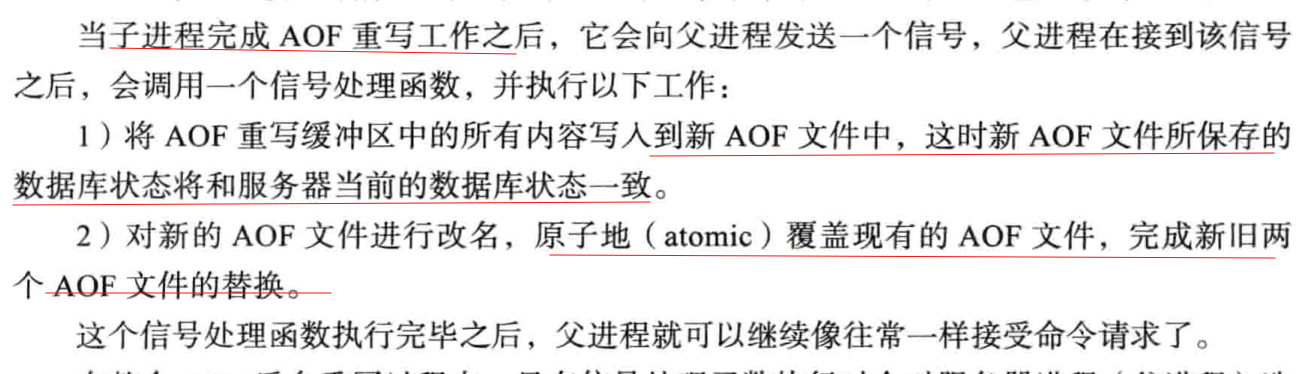 当子进程完成 AOF 重写工作之后，它会向父进程发送一个信号，父进程在接到该信号
之后，会调用一个信号处理函数，并执行以下工作：
1）将 AOF 重写缓冲区中的所有内容写入到新 AOF 文件中，这时新 AOF 文件所保存的
数据库状态将和服务器当前的数据库状态一致。
2）对新的 AOF 文件进行改名，原子地（atomic）覆盖现有的 AOF 文件，完成新旧两
个 AOF 文件的替换。
这个信号处理函数执行完毕之后，父进程就可以继续像往常一样接受命令请求了。